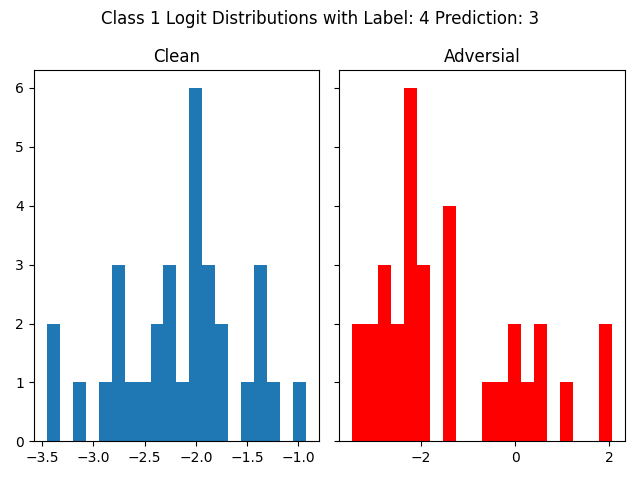 Class 1 Logit Distributions with Label: 4 Prediction: 3
Clean
Adversial
6
5
4
3
2
1
0
−3.5 −3.0 −2.5 −2.0 −1.5 −1.0
−2 0 2